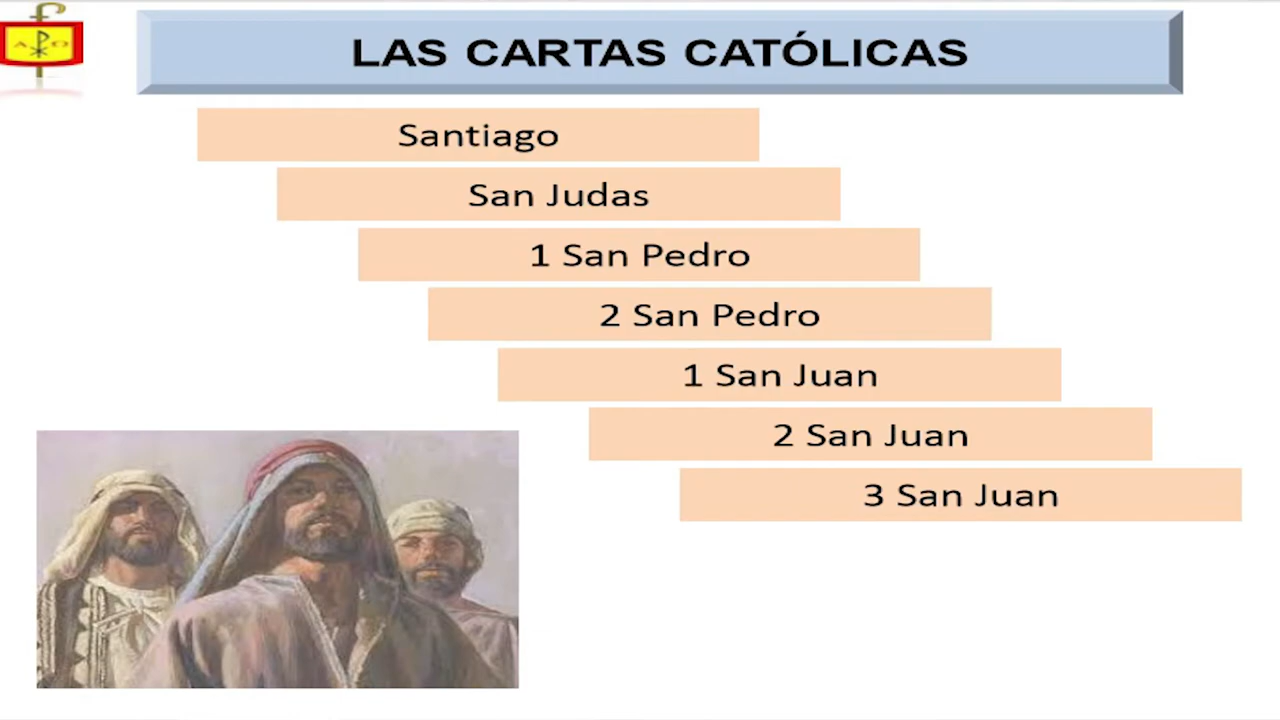 LAS CARTAS CATÓLICAS
Santiago
San Judas
1 San Pedro
2 San Pedro
1 San Juan
2 San Juan
3 San Juan